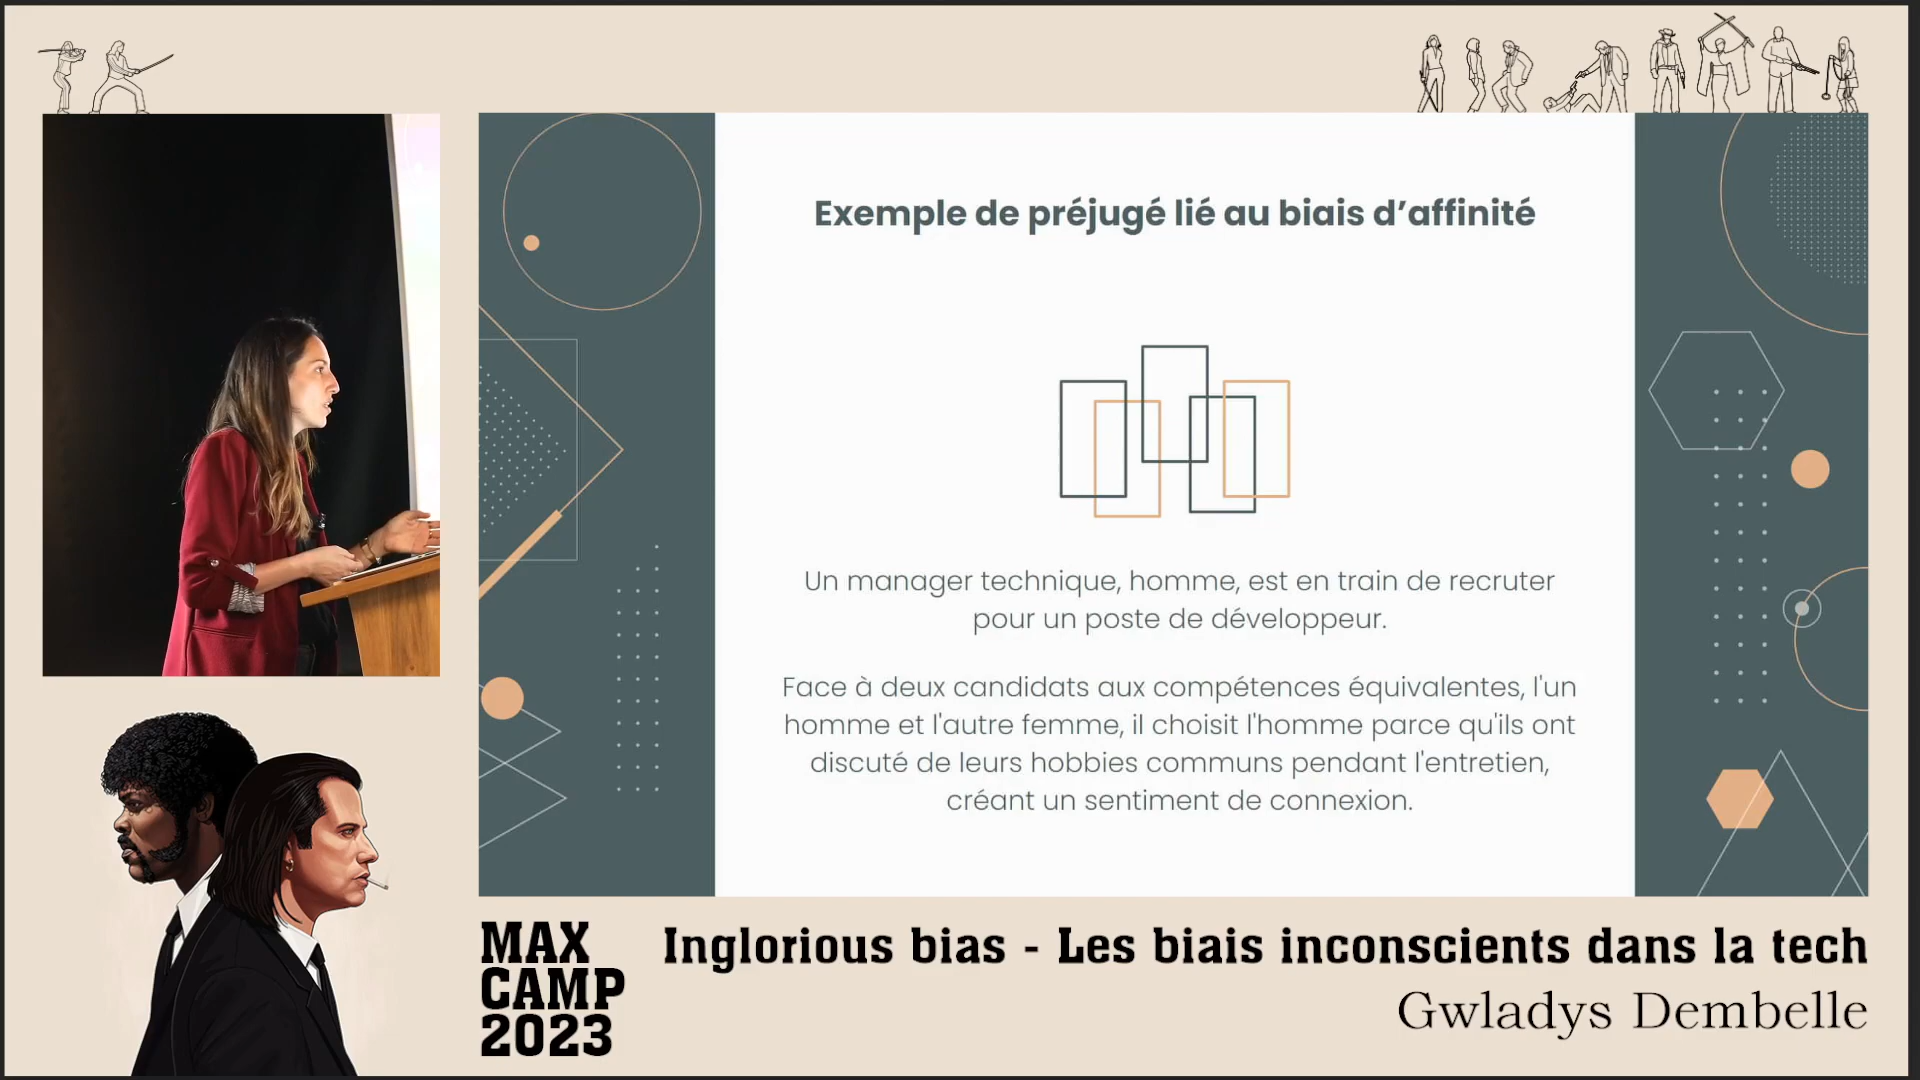 Exemple de préjugé lié au biais d’affinité
Un manager technique, homme, est en train de recruter
pour un poste de développeur.
Face à deux candidats aux compétences équivalentes, l'un
homme et l'autre femme, il choisit l'homme parce qu'ils ont
discuté de leurs hobbies communs pendant l'entretien,
créant un sentiment de connexion.
MAX
CAMP
2023
Inglorious bias - Les biais inconscients dans la tech
Gwladys Dembelle